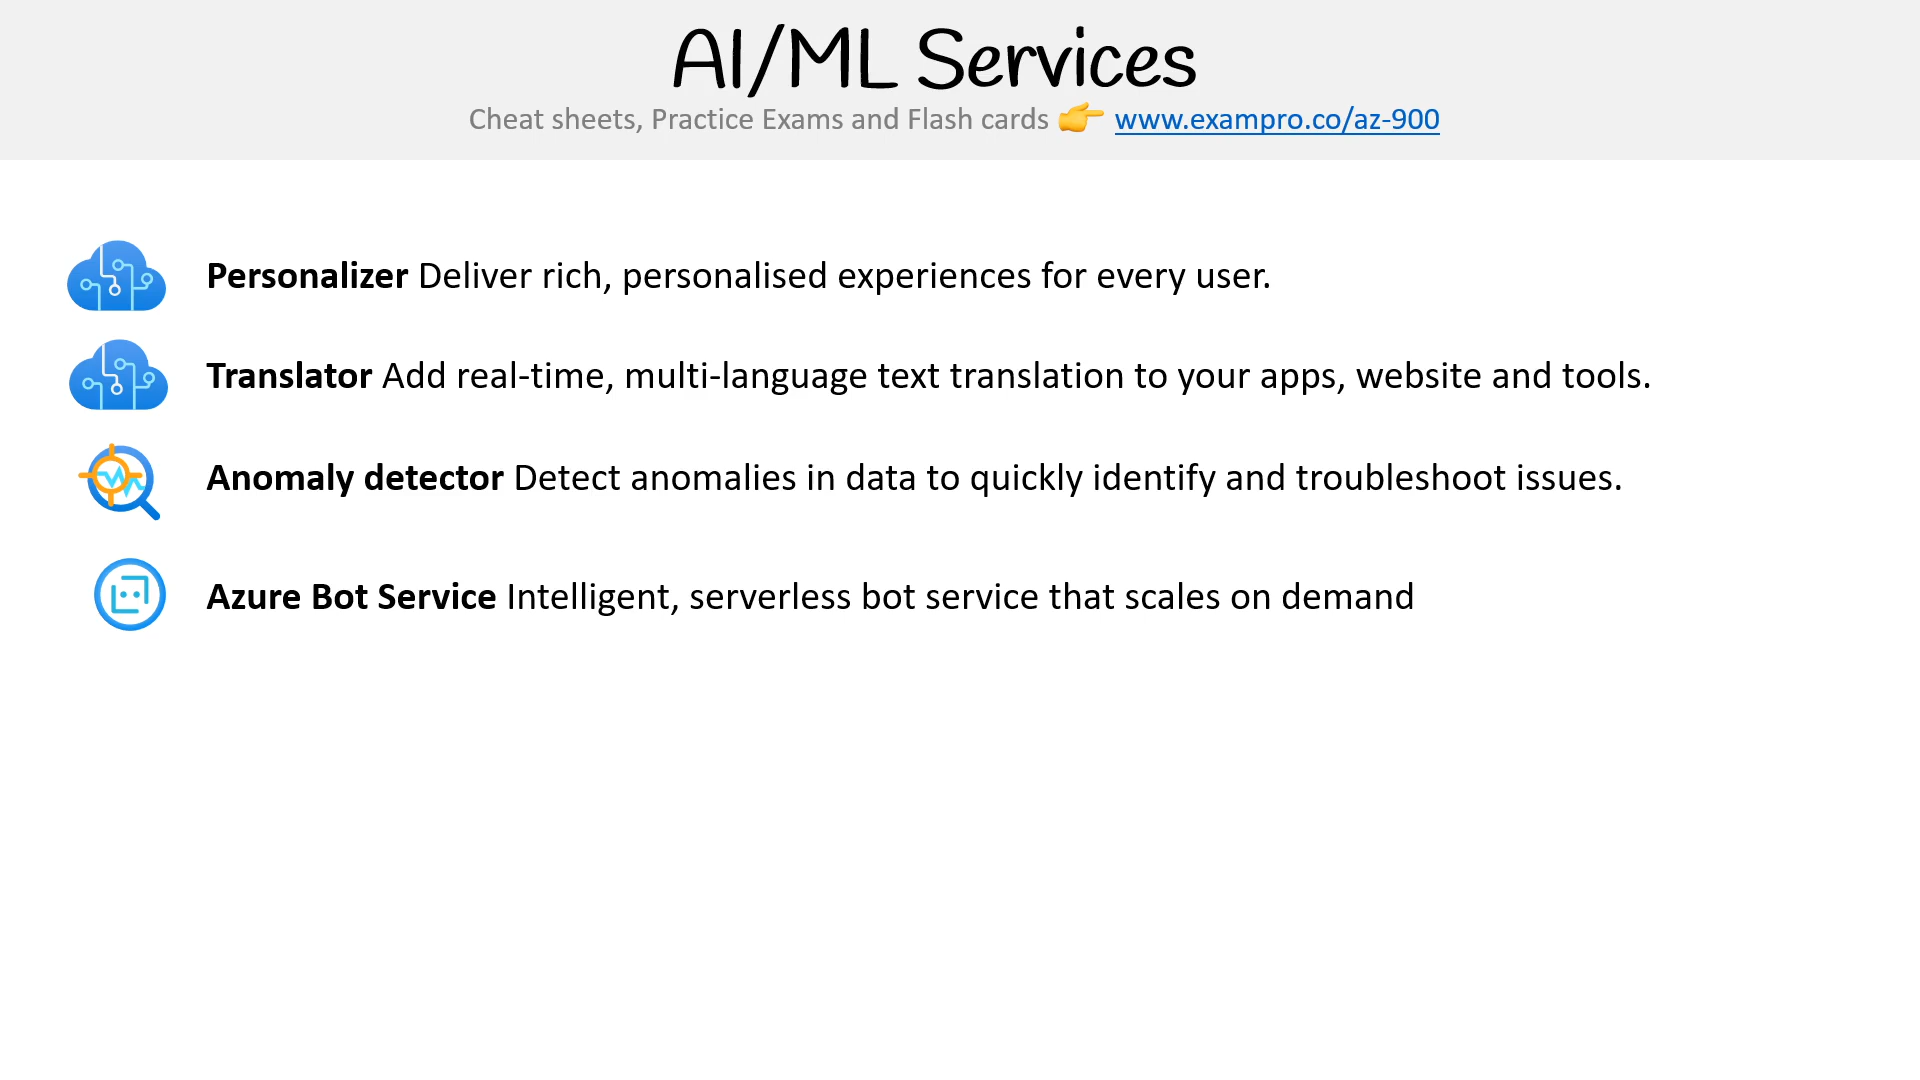 AI/ML Services
Cheat sheets, Practice Exams and Flash cards 👉 www.exampro.co/az-900
Personalizer Deliver rich, personalised experiences for every user.
Translator Add real-time, multi-language text translation to your apps, website and tools.
Anomaly detector Detect anomalies in data to quickly identify and troubleshoot issues.
Azure Bot Service Intelligent, serverless bot service that scales on demand